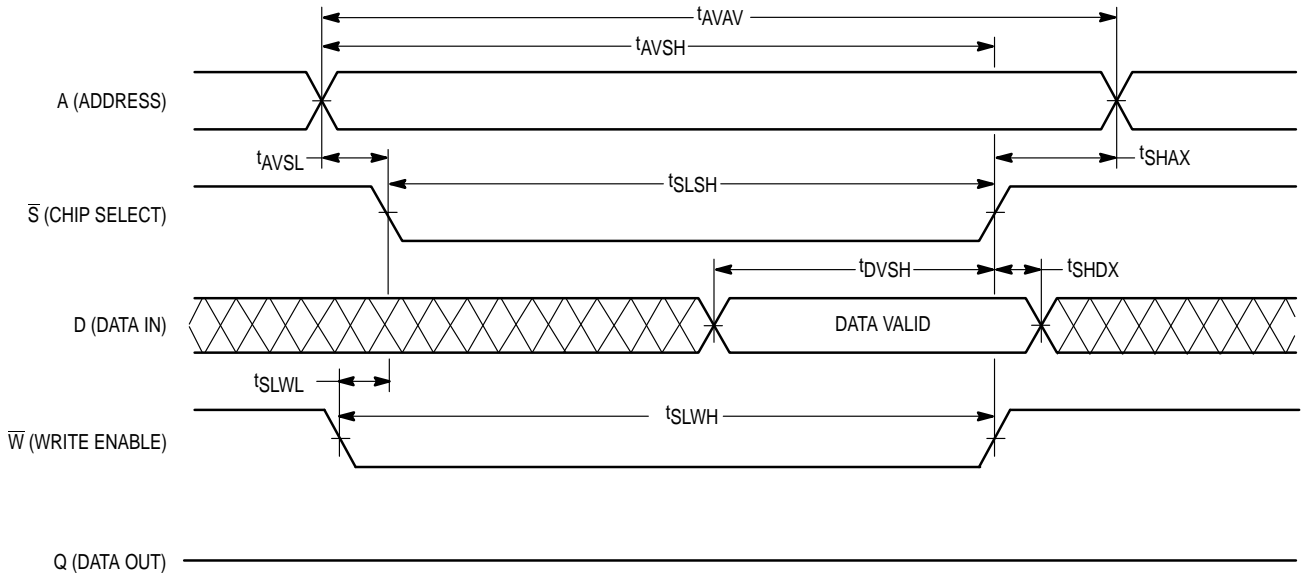 tAVAV
tAVSH
A (ADDRESS)
tAVSL
tSHAX
tSLSH
S̅ (CHIP SELECT)
tDVSH
tSHDX
D (DATA IN)
DATA VALID
tSLWL
tSLWH
W̅ (WRITE ENABLE)
Q (DATA OUT)